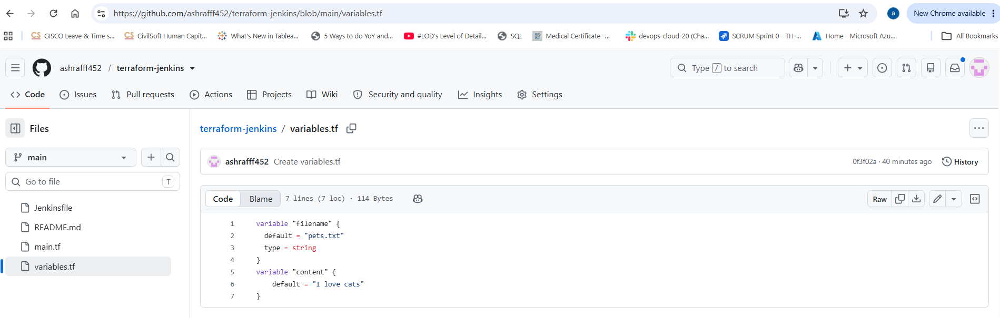 https://github.com/ashrafff452/terraform-jenkins/blob/main/variables.tf
a
New Chrome available
GISCO Leave & Time s...
CivilSoft Human Capit...
What's New in Tablea...
5 Ways to do YoY and...
#LOD's Level of Detail...
SQL
Medical Certificate -...
devops-cloud-20 (Cha...
SCRUM Sprint 0 - TH-...
Home - Microsoft Azu...
All Bookmarks
ashrafff452 / terraform-jenkins
Type / to search
Code
Issues
Pull requests
Actions
Projects
Wiki
Security and quality
Insights
Settings
Files
main
Go to file
T
Jenkinsfile
README.md
main.tf
variables.tf
terraform-jenkins / variables.tf
ashrafff452 Create variables.tf
0f3f02a · 40 minutes ago
History
Code
Blame
7 lines (7 loc) · 114 Bytes
Raw
1 variable "filename" {
2 default = "pets.txt"
3 type = string
4 }
5 variable "content" {
6 default = "I love cats"
7 }